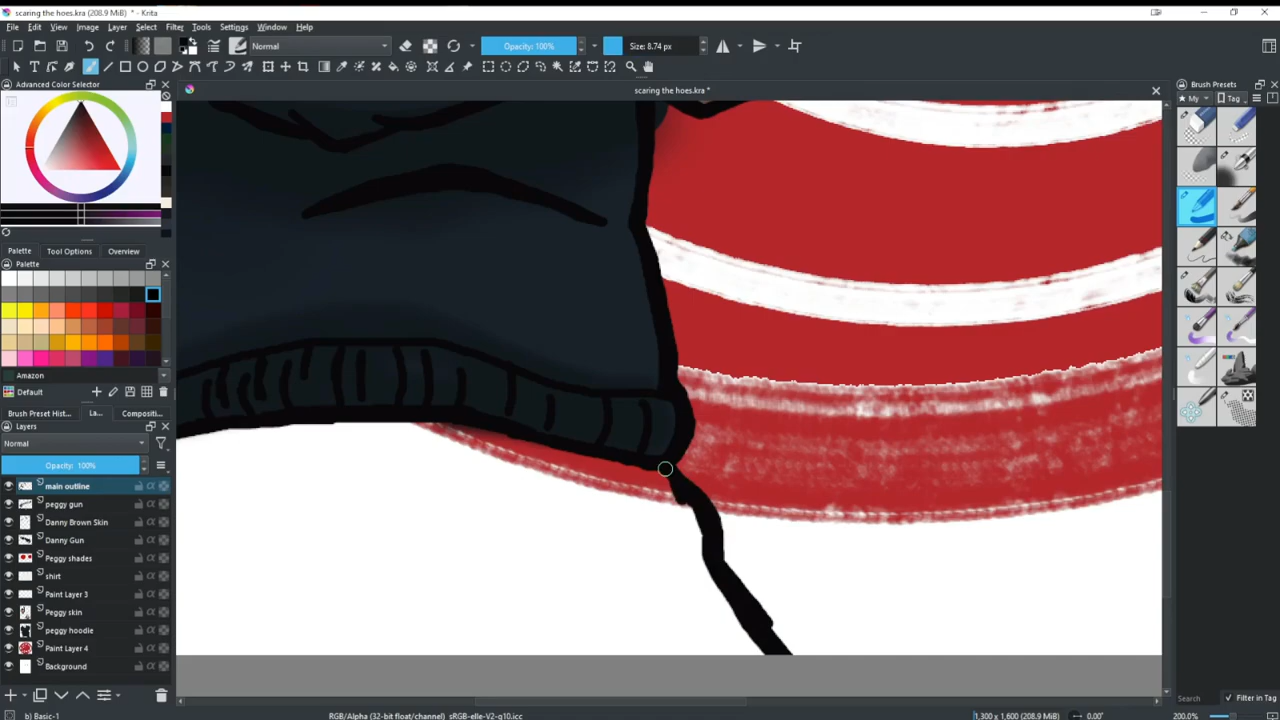 * scaring the hoes.kra (208.9 MiB) * - Krita
File Edit View Image Layer Select Filter Tools Settings Window Help
Normal Opacity: 100% Size: 8.74 px
Advanced Color Selector
scaring the hoes.kra *
Brush Presets
My Tag
Palette Tool Options Overview
Palette
Amazon
Default
Brush Preset Hist... La... Compositi...
Layers
Normal
Opacity: 100%
main outline
peggy gun
Danny Brown Skin
Danny Gun
Peggy shades
shirt
Paint Layer 3
Peggy skin
peggy hoodie
Paint Layer 4
Background
Search Filter in Tag
b) Basic-1 RGB/Alpha (32-bit float/channel) sRGB-elle-V2-g10.icc 1,300 x 1,600 (208.9 MiB) 0.00° 200.0%